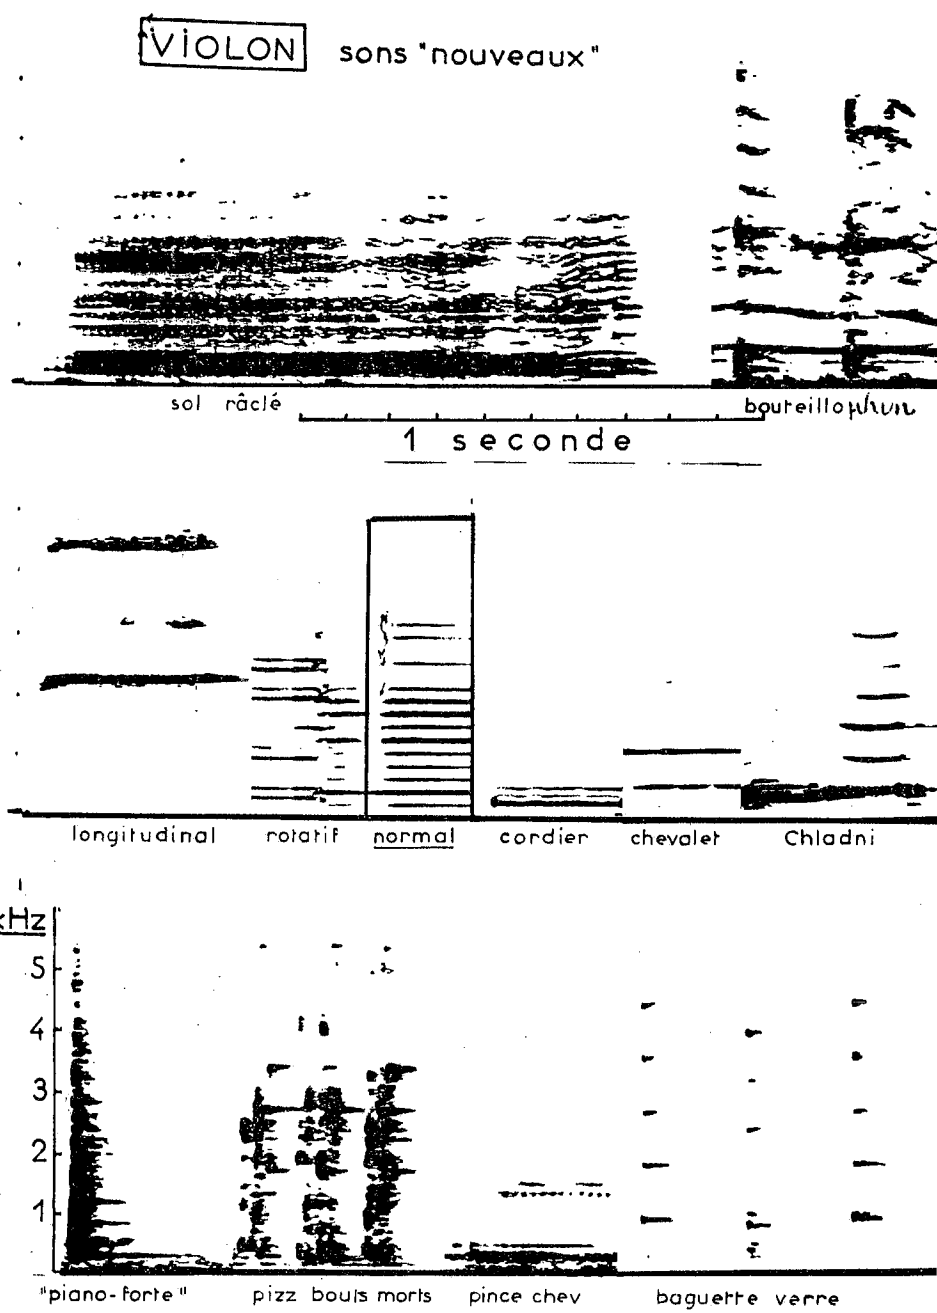 VIOLON sons "nouveaux"
sol râclé
1 seconde
longitudinal rotatif normal cordier chevalet Chladni
kHz
5
4
3
2
1
"piano-forte" pizz bouts morts pince chev baguette verre